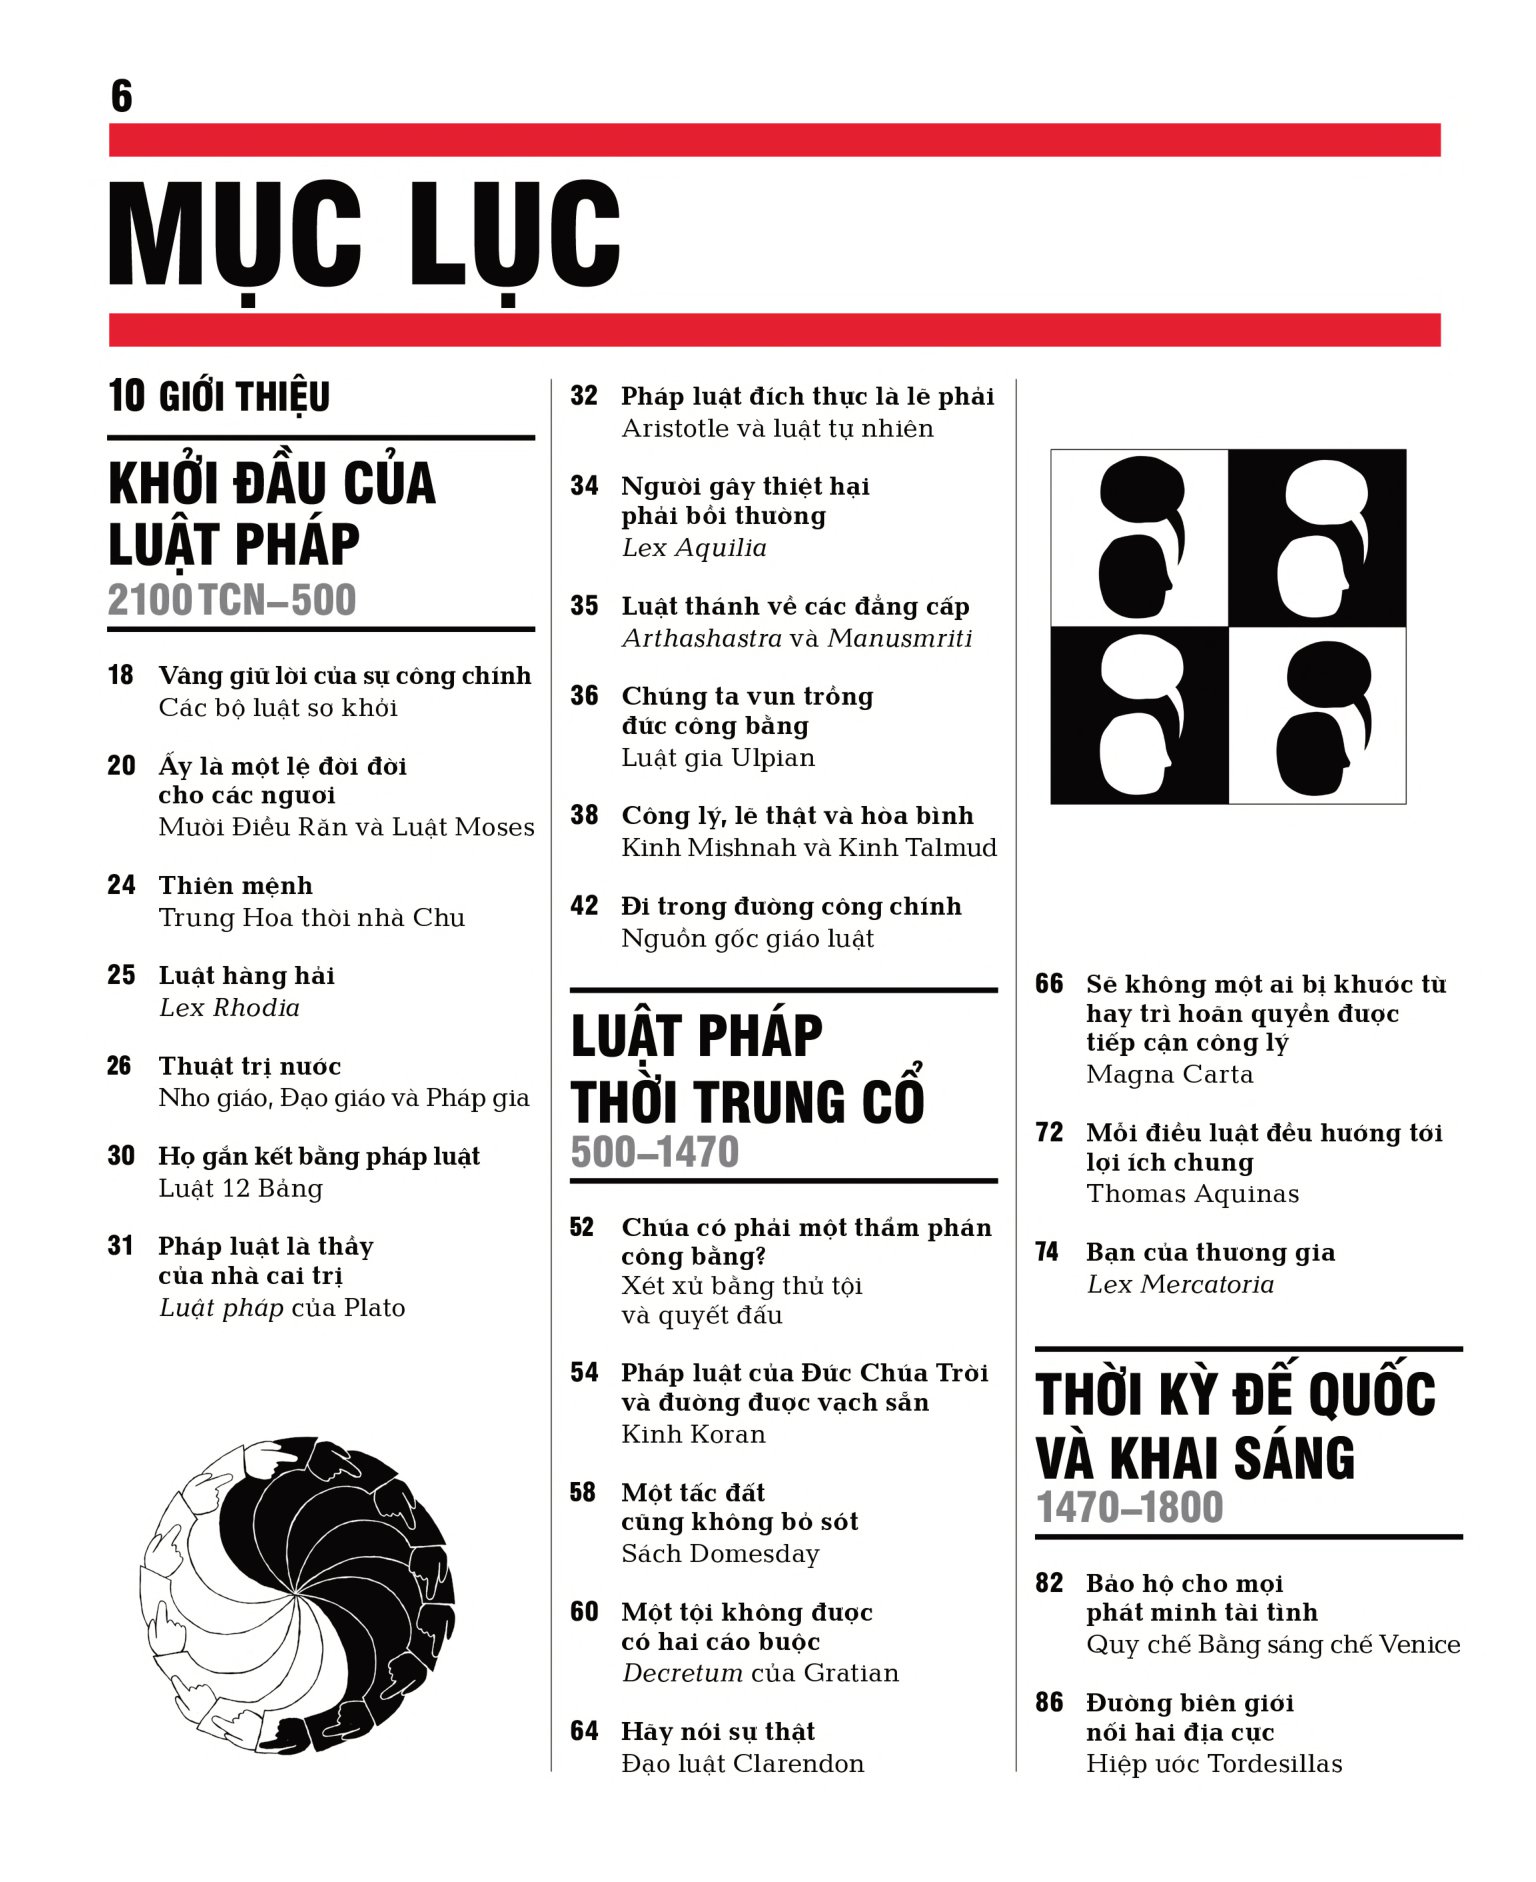 6
MỤC LỤC
10 GIỚI THIỆU
KHỞI ĐẦU CỦA
LUẬT PHÁP
2100 TCN–500
18 Vâng giữ lời của sự công chính
Các bộ luật sơ khởi
20 Ấy là một lệ đời đời
cho các ngươi
Mười Điều Răn và Luật Moses
24 Thiên mệnh
Trung Hoa thời nhà Chu
25 Luật hàng hải
Lex Rhodia
26 Thuật trị nước
Nho giáo, Đạo giáo và Pháp gia
30 Họ gắn kết bằng pháp luật
Luật 12 Bảng
31 Pháp luật là thầy
của nhà cai trị
Luật pháp của Plato
32 Pháp luật đích thực là lẽ phải
Aristotle và luật tự nhiên
34 Người gây thiệt hại
phải bồi thường
Lex Aquilia
35 Luật thánh về các đẳng cấp
Arthashastra và Manusmriti
36 Chúng ta vun trồng
đức công bằng
Luật gia Ulpian
38 Công lý, lẽ thật và hòa bình
Kinh Mishnah và Kinh Talmud
42 Đi trong đường công chính
Nguồn gốc giáo luật
LUẬT PHÁP
THỜI TRUNG CỔ
500–1470
52 Chúa có phải một thẩm phán
công bằng?
Xét xử bằng thử tội
và quyết đấu
54 Pháp luật của Đức Chúa Trời
và đường được vạch sẵn
Kinh Koran
58 Một tấc đất
cũng không bỏ sót
Sách Domesday
60 Một tội không được
có hai cáo buộc
Decretum của Gratian
64 Hãy nói sự thật
Đạo luật Clarendon
66 Sẽ không một ai bị khước từ
hay trì hoãn quyền được
tiếp cận công lý
Magna Carta
72 Mỗi điều luật đều hướng tới
lợi ích chung
Thomas Aquinas
74 Bạn của thương gia
Lex Mercatoria
THỜI KỲ ĐẾ QUỐC
VÀ KHAI SÁNG
1470–1800
82 Bảo hộ cho mọi
phát minh tài tình
Quy chế Bằng sáng chế Venice
86 Đường biên giới
nối hai địa cực
Hiệp ước Tordesillas